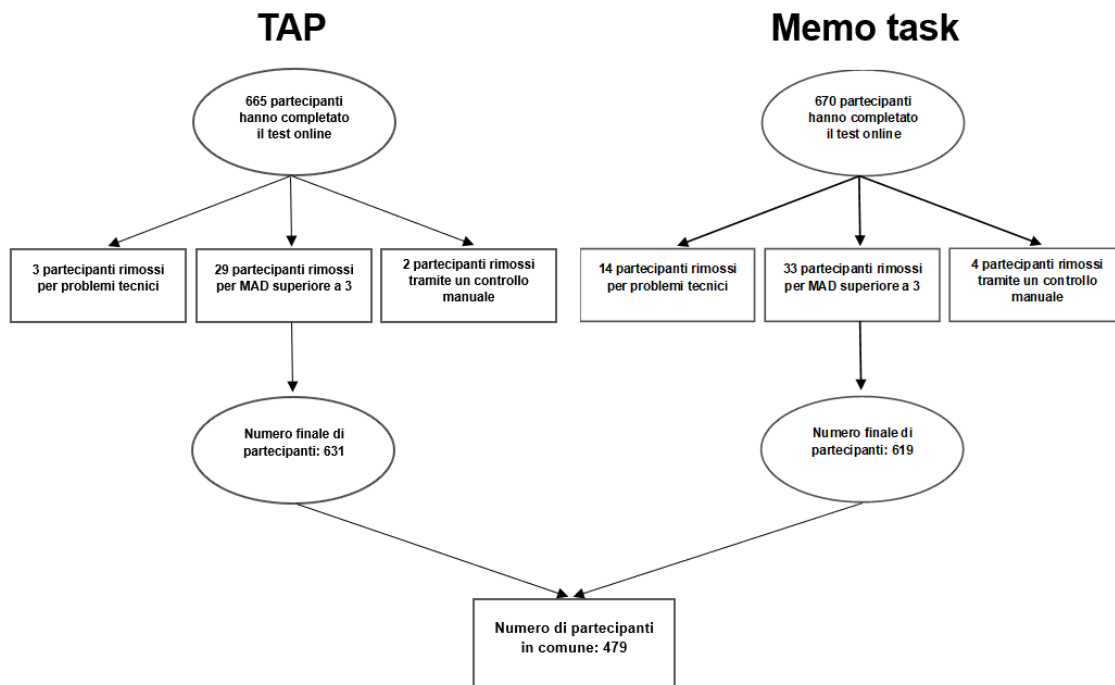 TAP
Memo task
665 partecipanti
hanno completato
il test online
670 partecipanti
hanno completato
il test online
3 partecipanti rimossi
per problemi tecnici
29 partecipanti rimossi
per MAD superiore a 3
2 partecipanti rimossi
tramite un controllo
manuale
14 partecipanti rimossi
per problemi tecnici
33 partecipanti rimossi
per MAD superiore a 3
4 partecipanti rimossi
tramite un controllo
manuale
Numero finale di
partecipanti: 631
Numero finale di
partecipanti: 619
Numero di partecipanti
in comune: 479